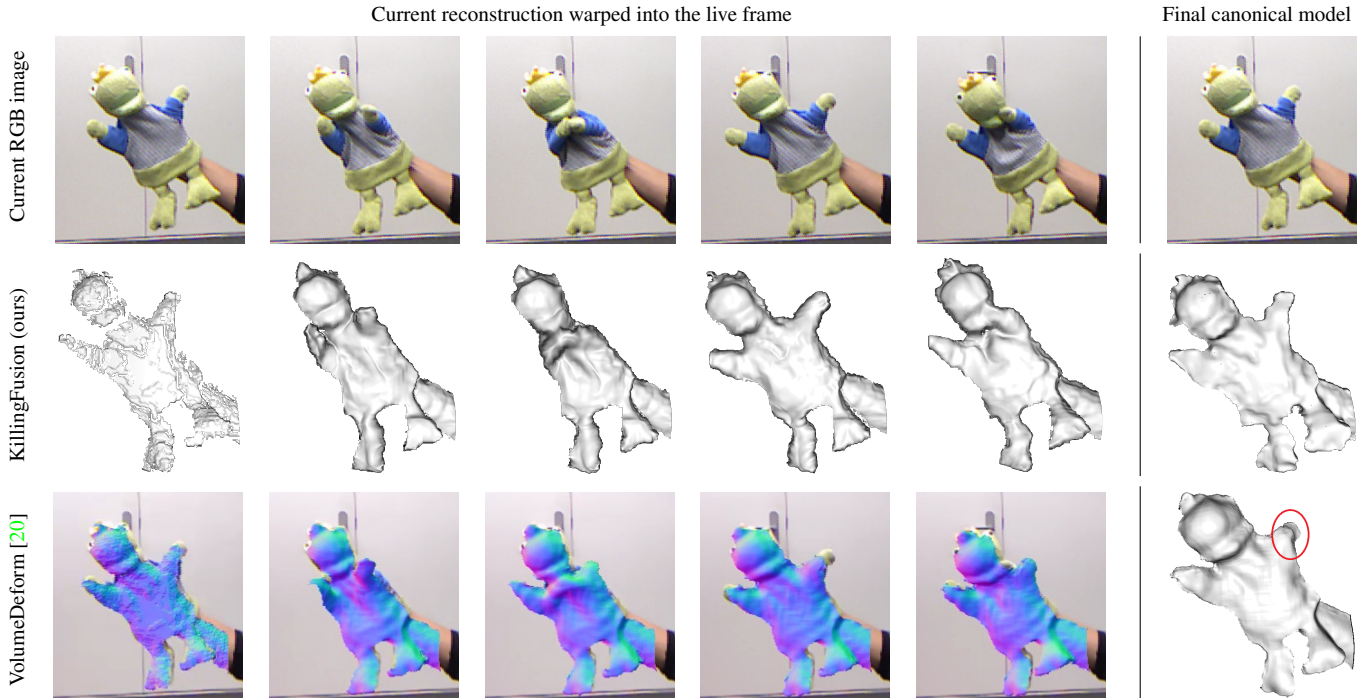 Current reconstruction warped into the live frame
Final canonical model
Current RGB image
KillingFusion (ours)
VolumeDeform [20]